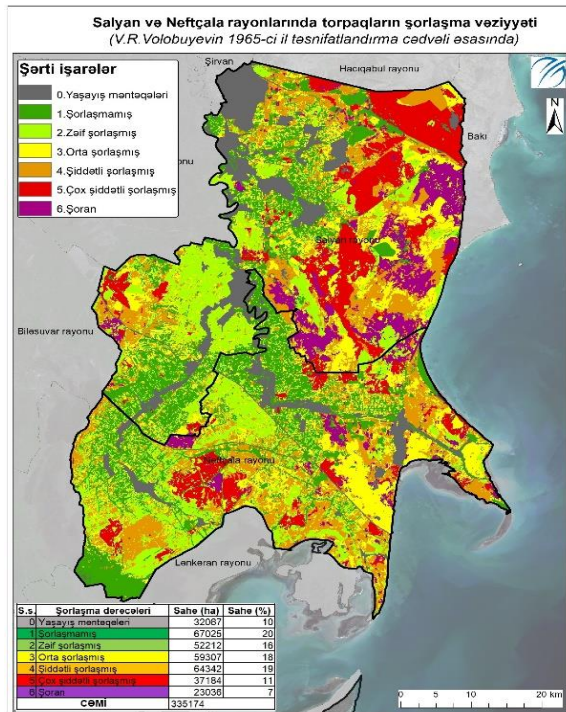 Salyan və Neftçala rayonlarında torpaqların şorlaşma vəziyyəti
(V.R.Volobuyevin 1965-ci il təsnifatlandırma cədvəli əsasında)
Şərti işarələr
0.Yaşayış məntəqələri
1.Şorlaşmamış
2.Zəif şorlaşmış
3.Orta şorlaşmış
4.Şiddətli şorlaşmış
5.Çox şiddətli şorlaşmış
6.Şoran
Şirvan
Hacıqabul rayonu
Bakı
N
onu
Salyan rayonu
Biləsuvar rayonu
Neftçala rayonu
Lənkəran rayonu
S.s. Şorlaşma dərəcələri Sahə (ha) Sahə (%)
0 Yaşayış məntəqələri 32067 10
1 Şorlaşmamış 67025 20
2 Zəif şorlaşmış 52212 16
3 Orta şorlaşmış 59307 18
4 Şiddətli şorlaşmış 64342 19
5 Çox şiddətli şorlaşmış 37184 11
6 Şoran 23036 7
CƏMİ 335174
0 5 10 20 km